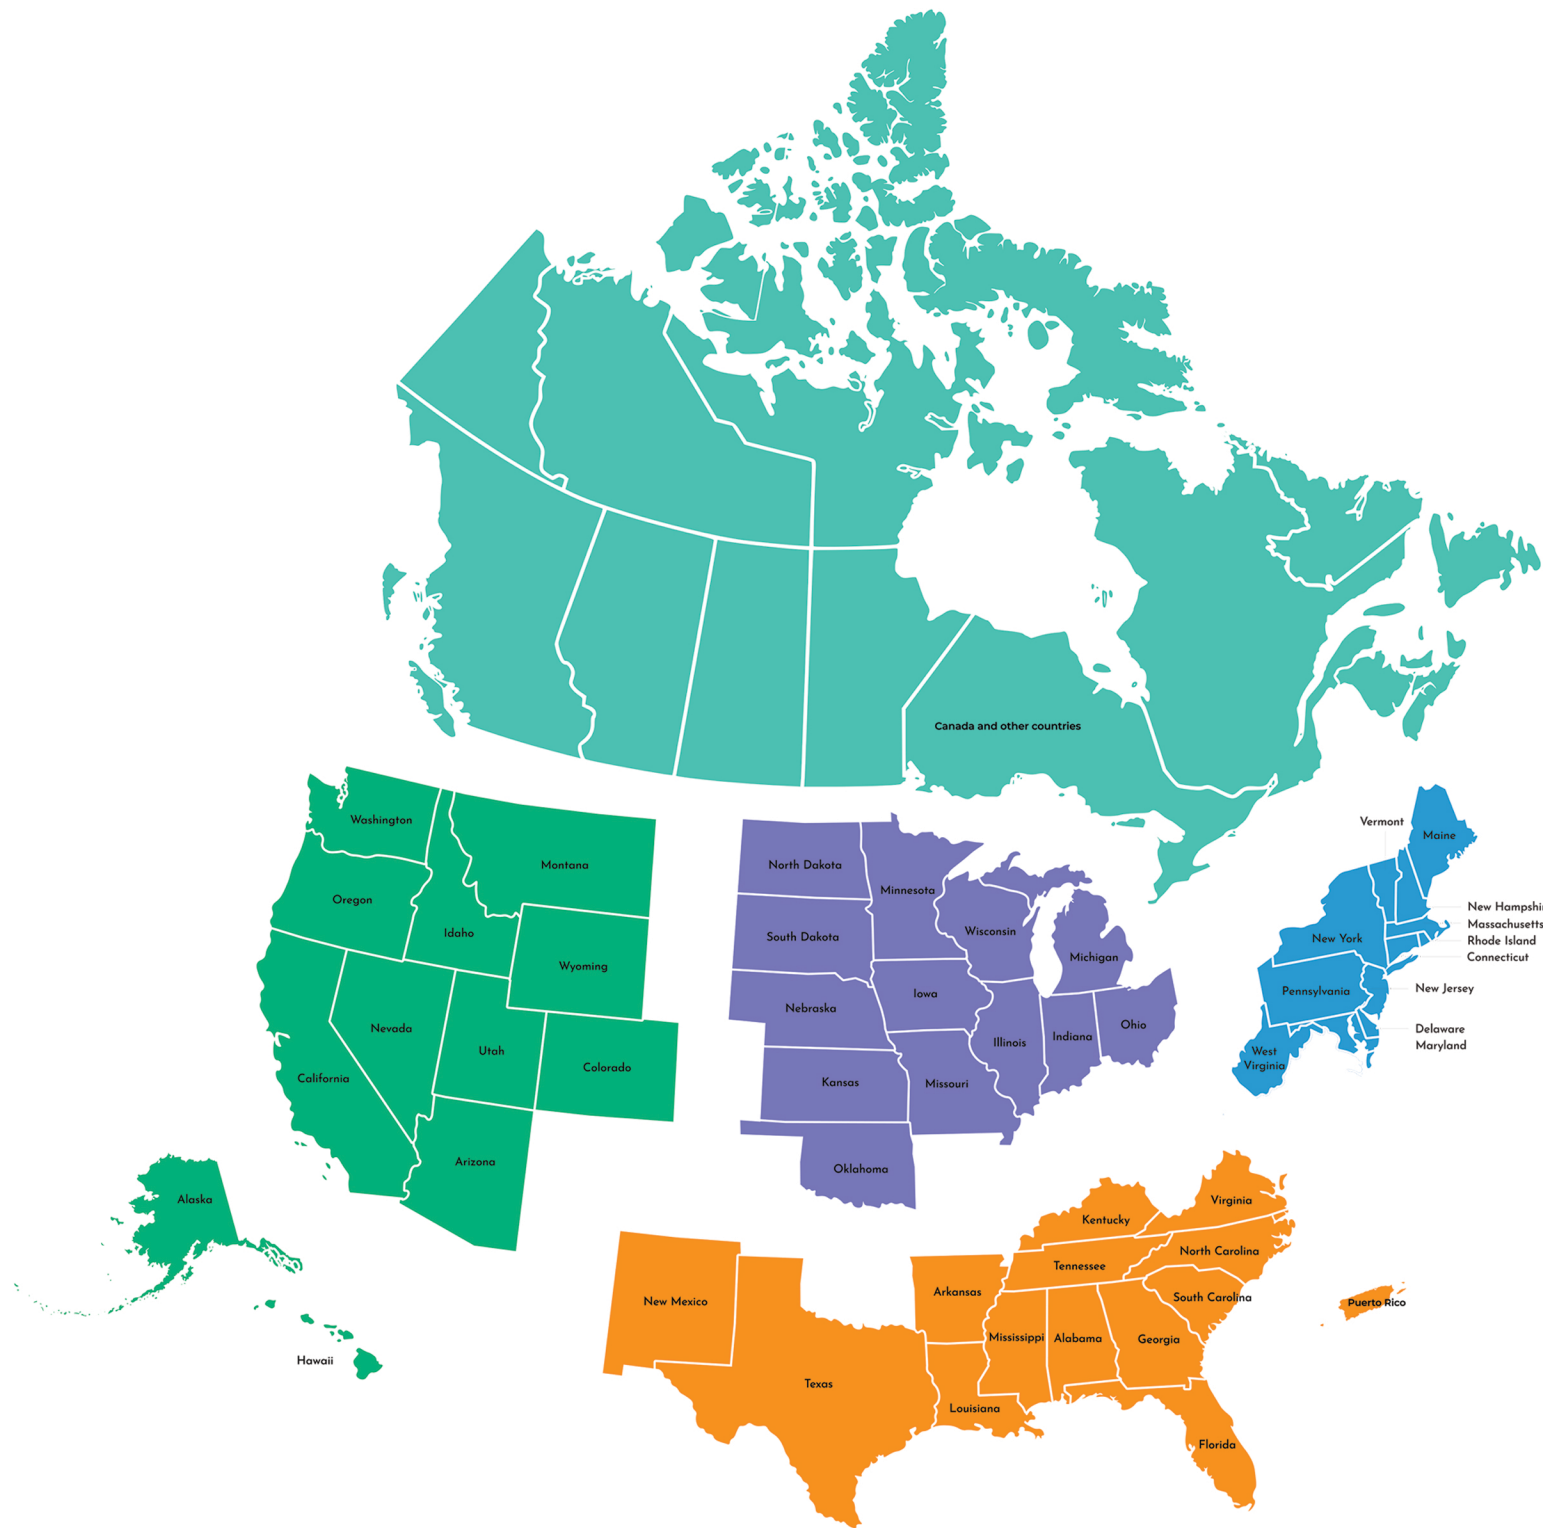 Canada and other countries
Washington
Montana
Oregon
Idaho
Wyoming
Nevada
Utah
Colorado
California
Arizona
Alaska
Hawaii
North Dakota
Minnesota
South Dakota
Wisconsin
Michigan
Nebraska
Iowa
Illinois
Indiana
Ohio
Kansas
Missouri
Oklahoma
Vermont
Maine
New Hampshi
Massachusetts
Rhode Island
Connecticut
New York
Pennsylvania
New Jersey
Delaware
Maryland
West
Virginia
Virginia
Kentucky
North Carolina
Tennessee
South Carolina
Arkansas
New Mexico
Mississippi
Alabama
Georgia
Texas
Louisiana
Florida
Puerto Rico